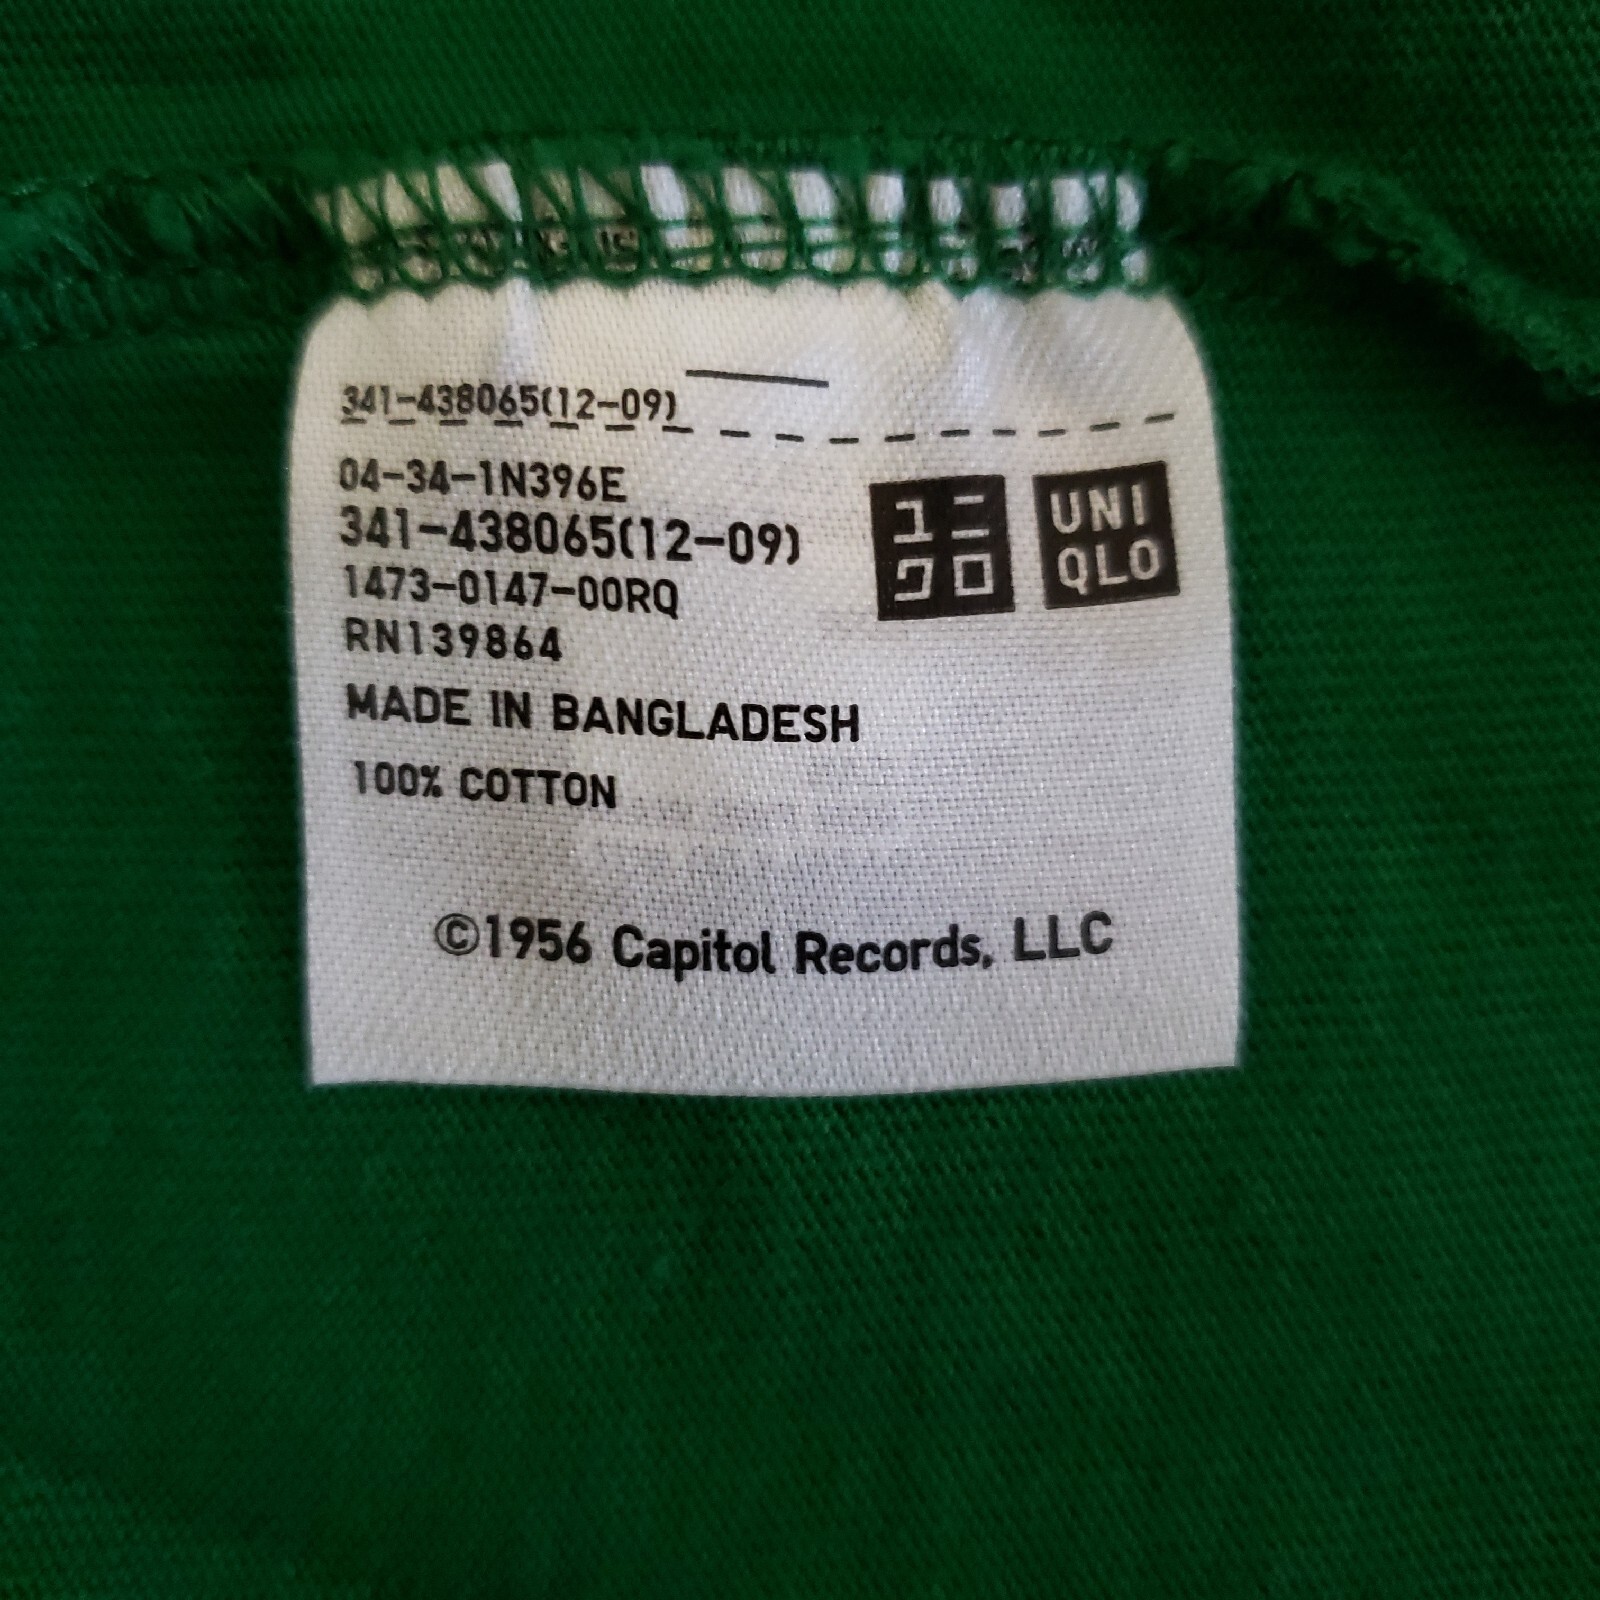 341-438065(12-09)
04-34-1N396E
341-438065(12-09)
1473-0147-00RQ
RN139864
ユニ
クロ
UNI
QLO
MADE IN BANGLADESH
100% COTTON
©1956 Capitol Records, LLC